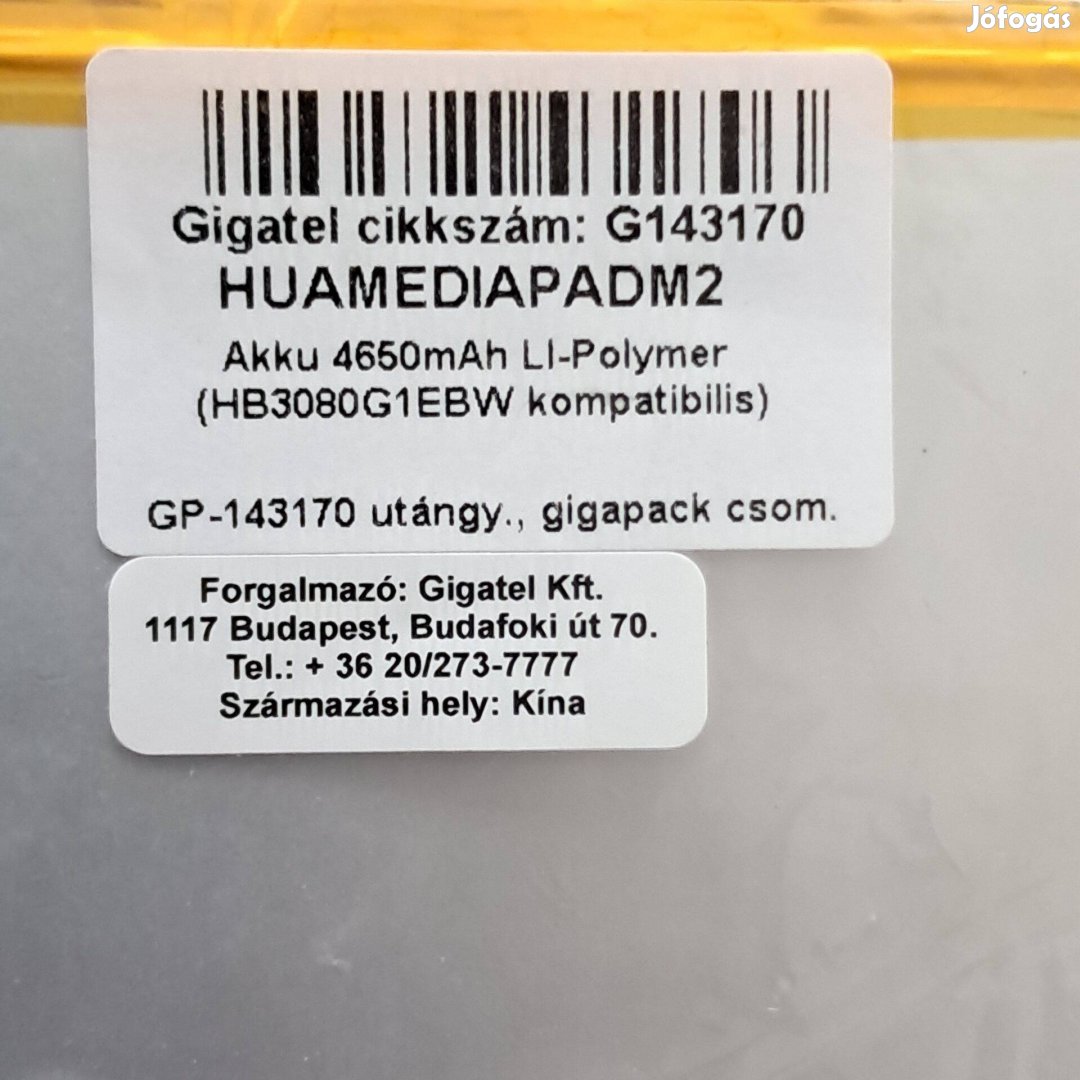 Jófogás
Gigatel cikkszám: G143170
HUAMEDIAPADM2
Akku 4650mAh LI-Polymer
(HB3080G1EBW kompatibilis)
GP-143170 utángy., gigapack csom.
Forgalmazó: Gigatel Kft.
1117 Budapest, Budafoki út 70.
Tel.: + 36 20/273-7777
Származási hely: Kína